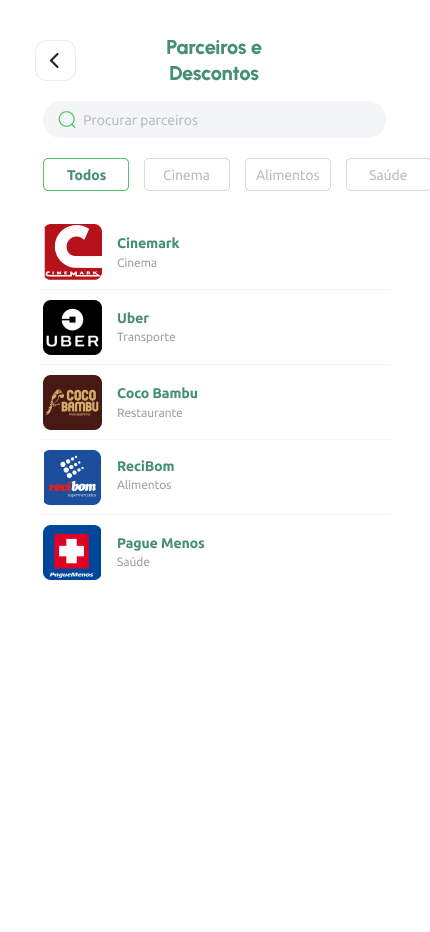 Parceiros e
Descontos
Procurar parceiros
Todos
Cinema
Alimentos
Saúde
CINEMARK
Cinemark
Cinema
UBER
Uber
Transporte
COCO
BAMBU
Coco Bambu
Restaurante
recibom
supermercados
ReciBom
Alimentos
PagueMenos
Pague Menos
Saúde